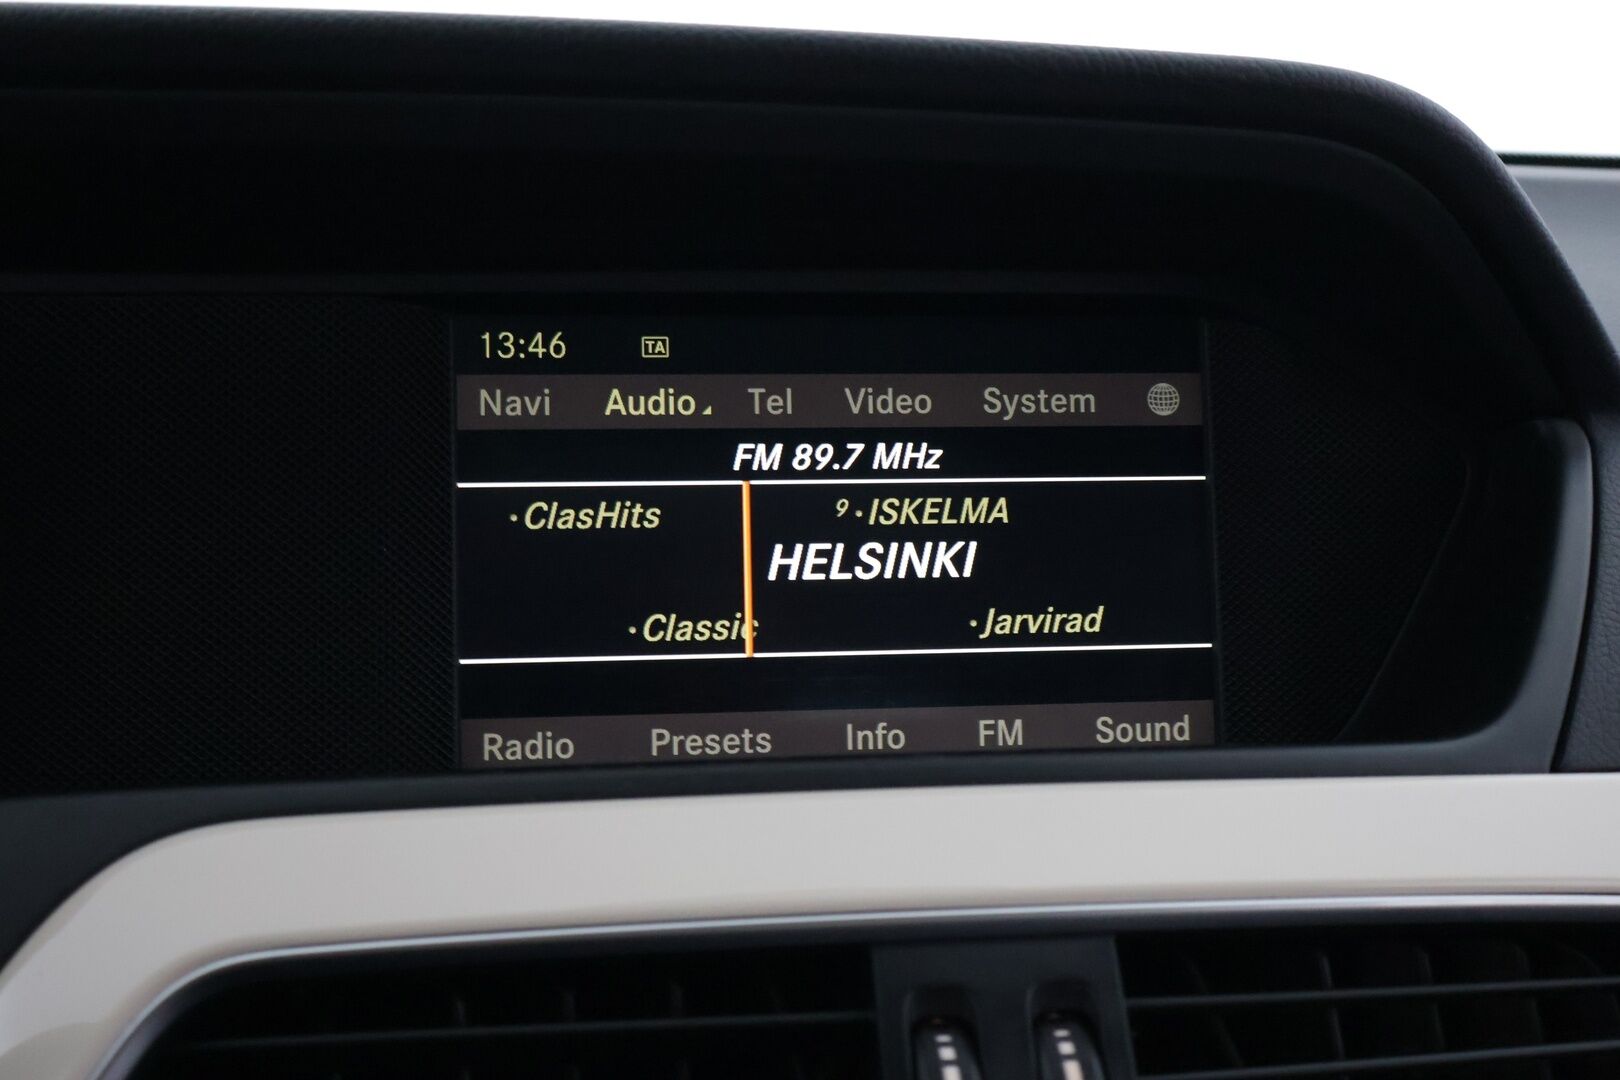 13:46 TA
Navi Audio Tel Video System
FM 89.7 MHz
·ClasHits 9·ISKELMA
HELSINKI
·Classic ·Jarvirad
Radio Presets Info FM Sound